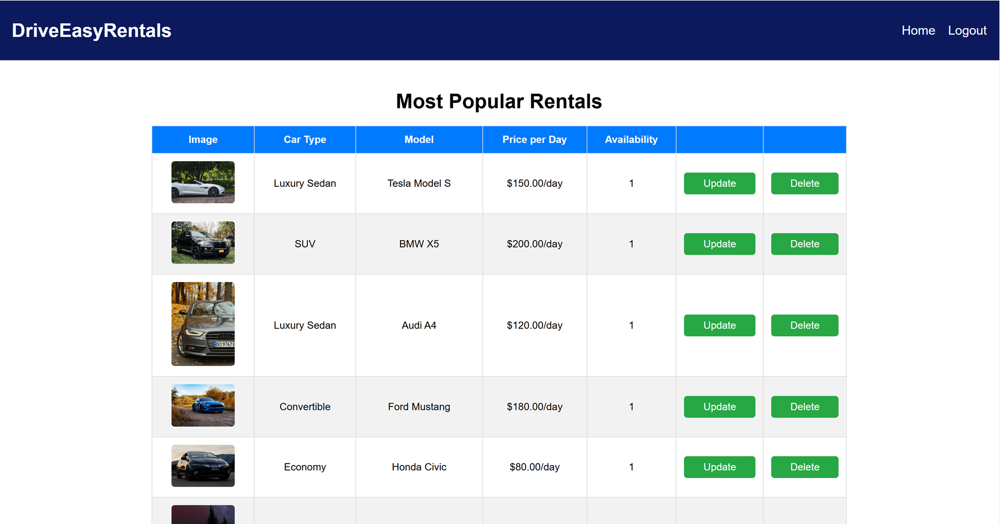 DriveEasyRentals
Home Logout
Most Popular Rentals
Image Car Type Model Price per Day Availability
Luxury Sedan Tesla Model S $150.00/day 1 Update Delete
SUV BMW X5 $200.00/day 1 Update Delete
Luxury Sedan Audi A4 $120.00/day 1 Update Delete
BO 9767
Convertible Ford Mustang $180.00/day 1 Update Delete
Economy Honda Civic $80.00/day 1 Update Delete